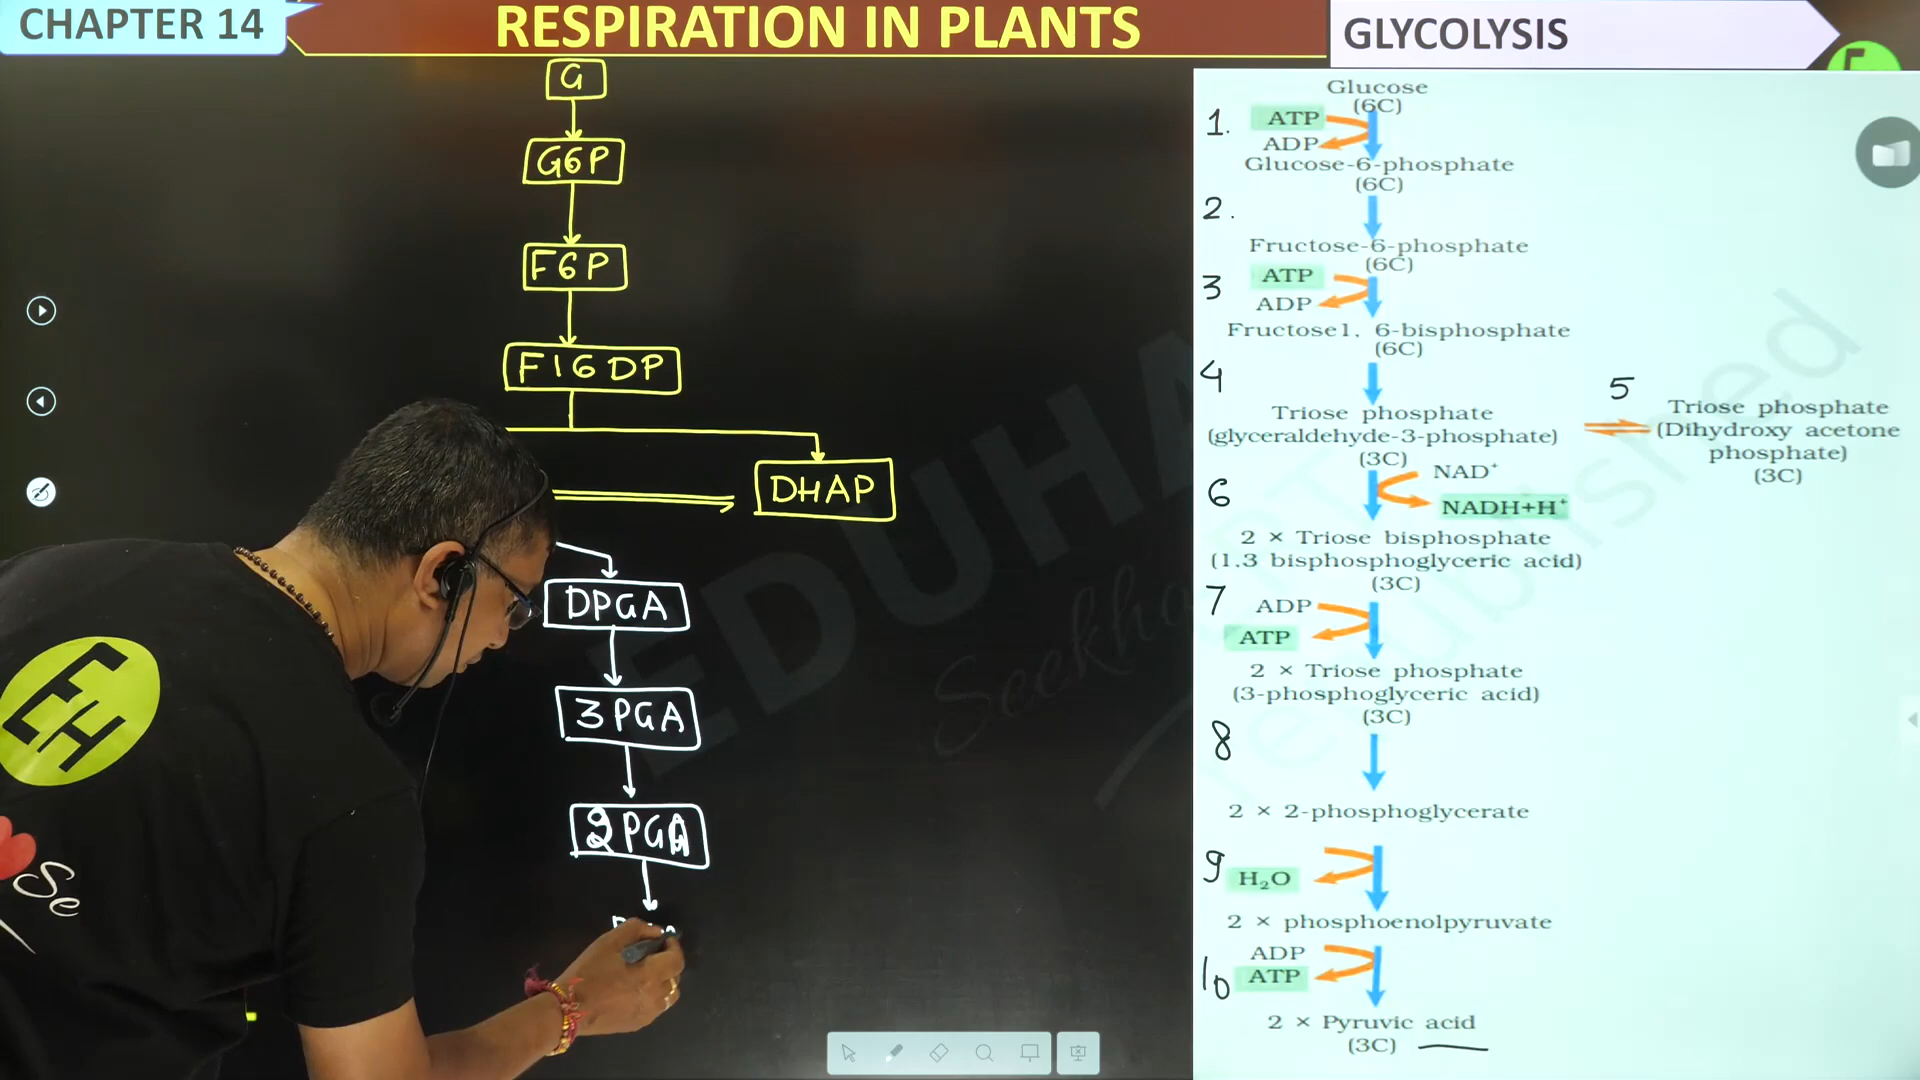 CHAPTER 14
RESPIRATION IN PLANTS
GLYCOLYSIS
G
G6P
F6P
F16DP
DHAP
DPGA
3PGA
2PGA
Glucose
(6C)
1.
ATP
ADP
Glucose-6-phosphate
(6C)
2.
Fructose-6-phosphate
(6C)
3
ATP
ADP
Fructose1, 6-bisphosphate
(6C)
4
Triose phosphate
(glyceraldehyde-3-phosphate)
(3C)
5
Triose phosphate
(Dihydroxy acetone
phosphate)
(3C)
6
NAD⁺
NADH+H⁺
2 × Triose bisphosphate
(1,3 bisphosphoglyceric acid)
(3C)
7
ADP
ATP
2 × Triose phosphate
(3-phosphoglyceric acid)
(3C)
8
2 × 2-phosphoglycerate
9
H₂O
2 × phosphoenolpyruvate
10
ADP
ATP
2 × Pyruvic acid
(3C)
EH
Se
EDUHA
Seekho